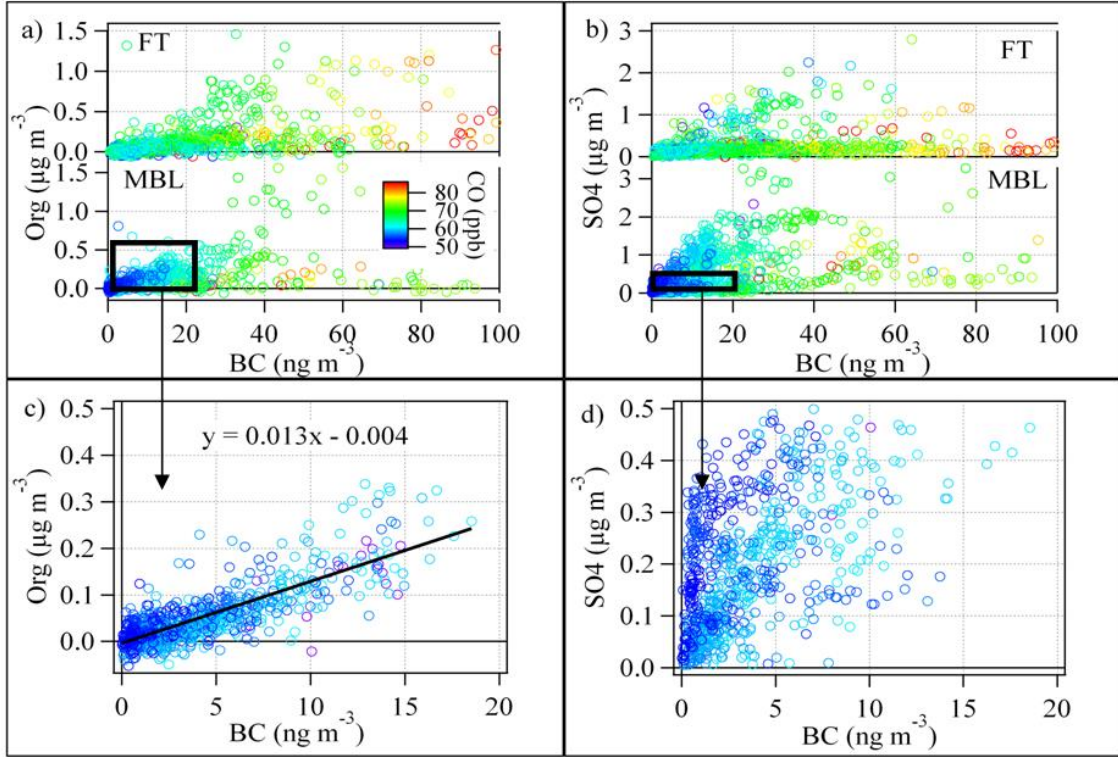 a)
FT
1.5
1.0
0.5
0.0
MBL
1.5
1.0
0.5
0.0
Org (µg m⁻³)
80
70
60
50
CO (ppb)
0 20 40 60 80 100
BC (ng m⁻³)
b)
FT
3
2
1
0
MBL
3
2
1
0
SO4 (µg m⁻³)
0 20 40 60 80 100
BC (ng m⁻³)
c)
y = 0.013x - 0.004
0.5
0.4
0.3
0.2
0.1
0.0
Org (µg m⁻³)
0 5 10 15 20
BC (ng m⁻³)
d)
0.5
0.4
0.3
0.2
0.1
0.0
SO4 (µg m⁻³)
0 5 10 15 20
BC (ng m⁻³)